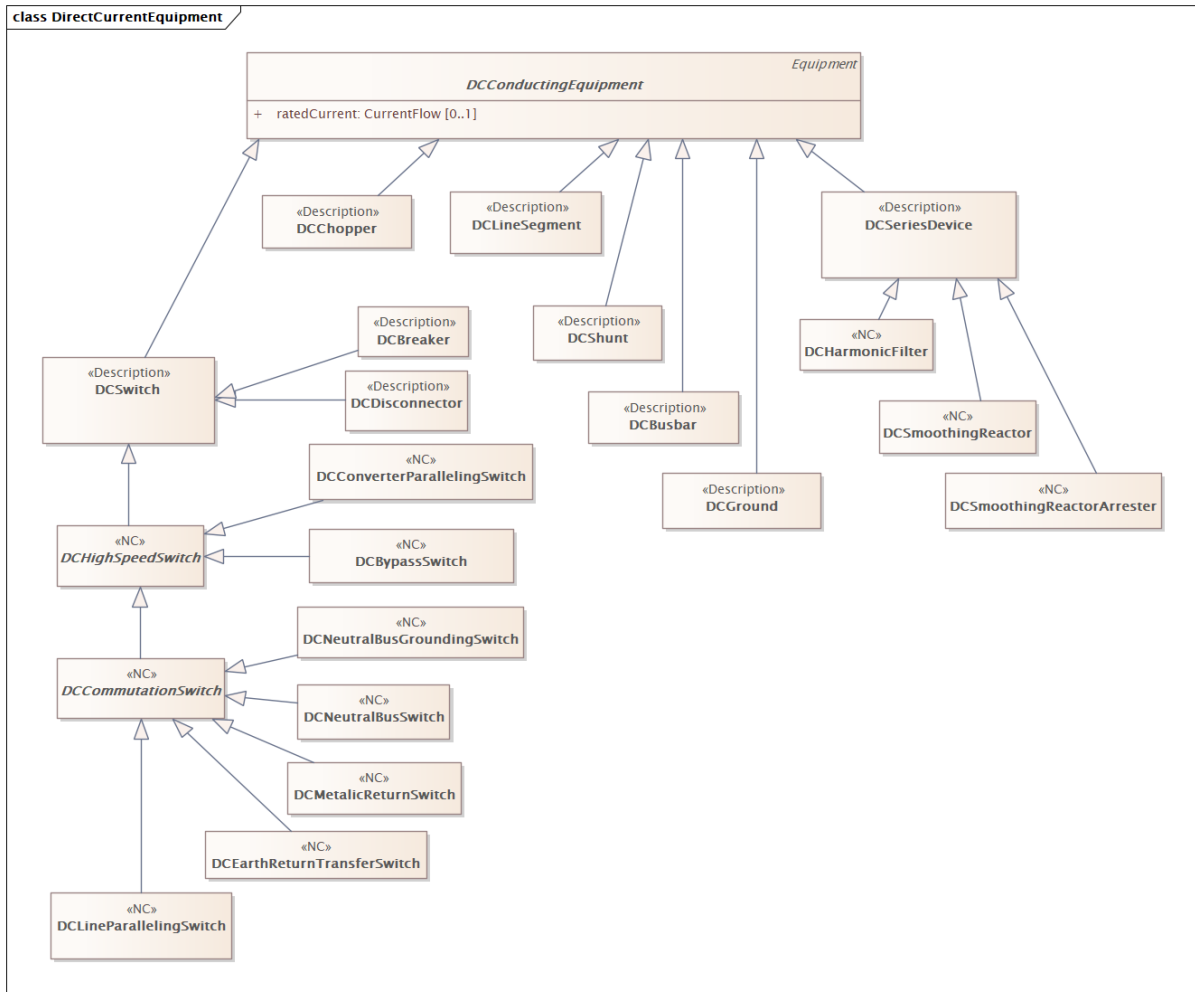 class DirectCurrentEquipment
Equipment
DCConductingEquipment
+ ratedCurrent: CurrentFlow [0..1]
«Description»
DCChopper
«Description»
DCLineSegment
«Description»
DCSeriesDevice
«Description»
DCBreaker
«Description»
DCShunt
«NC»
DCHarmonicFilter
«Description»
DCSwitch
«Description»
DCDisconnector
«Description»
DCBusbar
«NC»
DCSmoothingReactor
«NC»
DCConverterParallelingSwitch
«Description»
DCGround
«NC»
DCSmoothingReactorArrester
«NC»
DCHighSpeedSwitch
«NC»
DCBypassSwitch
«NC»
DCNeutralBusGroundingSwitch
«NC»
DCCommutationSwitch
«NC»
DCNeutralBusSwitch
«NC»
DCMetalicReturnSwitch
«NC»
DCEarthReturnTransferSwitch
«NC»
DCLineParallelingSwitch